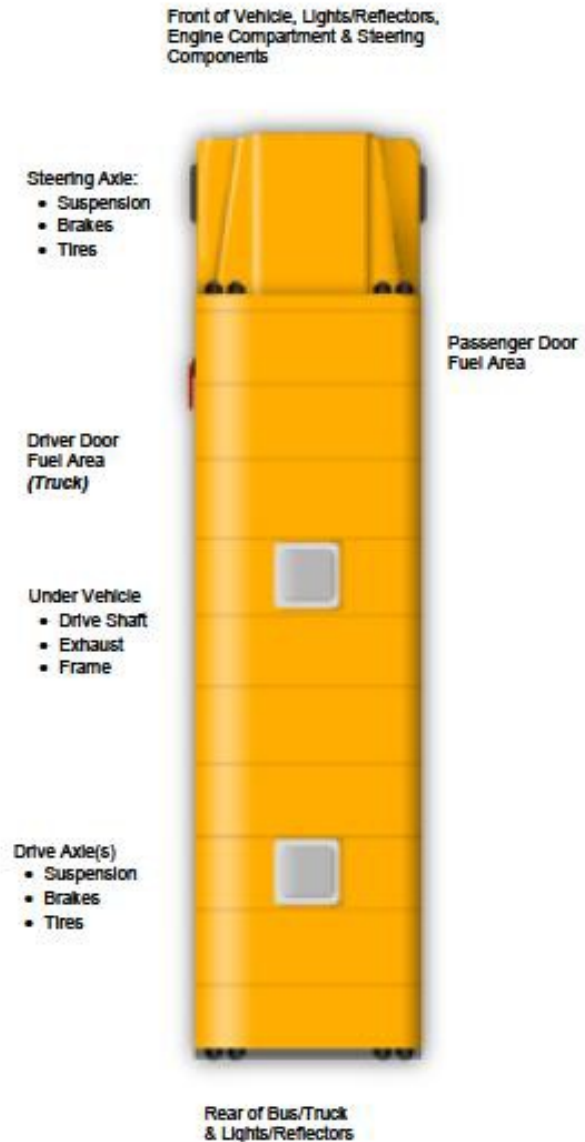 Front of Vehicle, Lights/Reflectors,
Engine Compartment & Steering
Components
Steering Axle:
• Suspension
• Brakes
• Tires
Passenger Door
Fuel Area
Driver Door
Fuel Area
(Truck)
Under Vehicle
• Drive Shaft
• Exhaust
• Frame
Drive Axle(s)
• Suspension
• Brakes
• Tires
Rear of Bus/Truck
& Lights/Reflectors